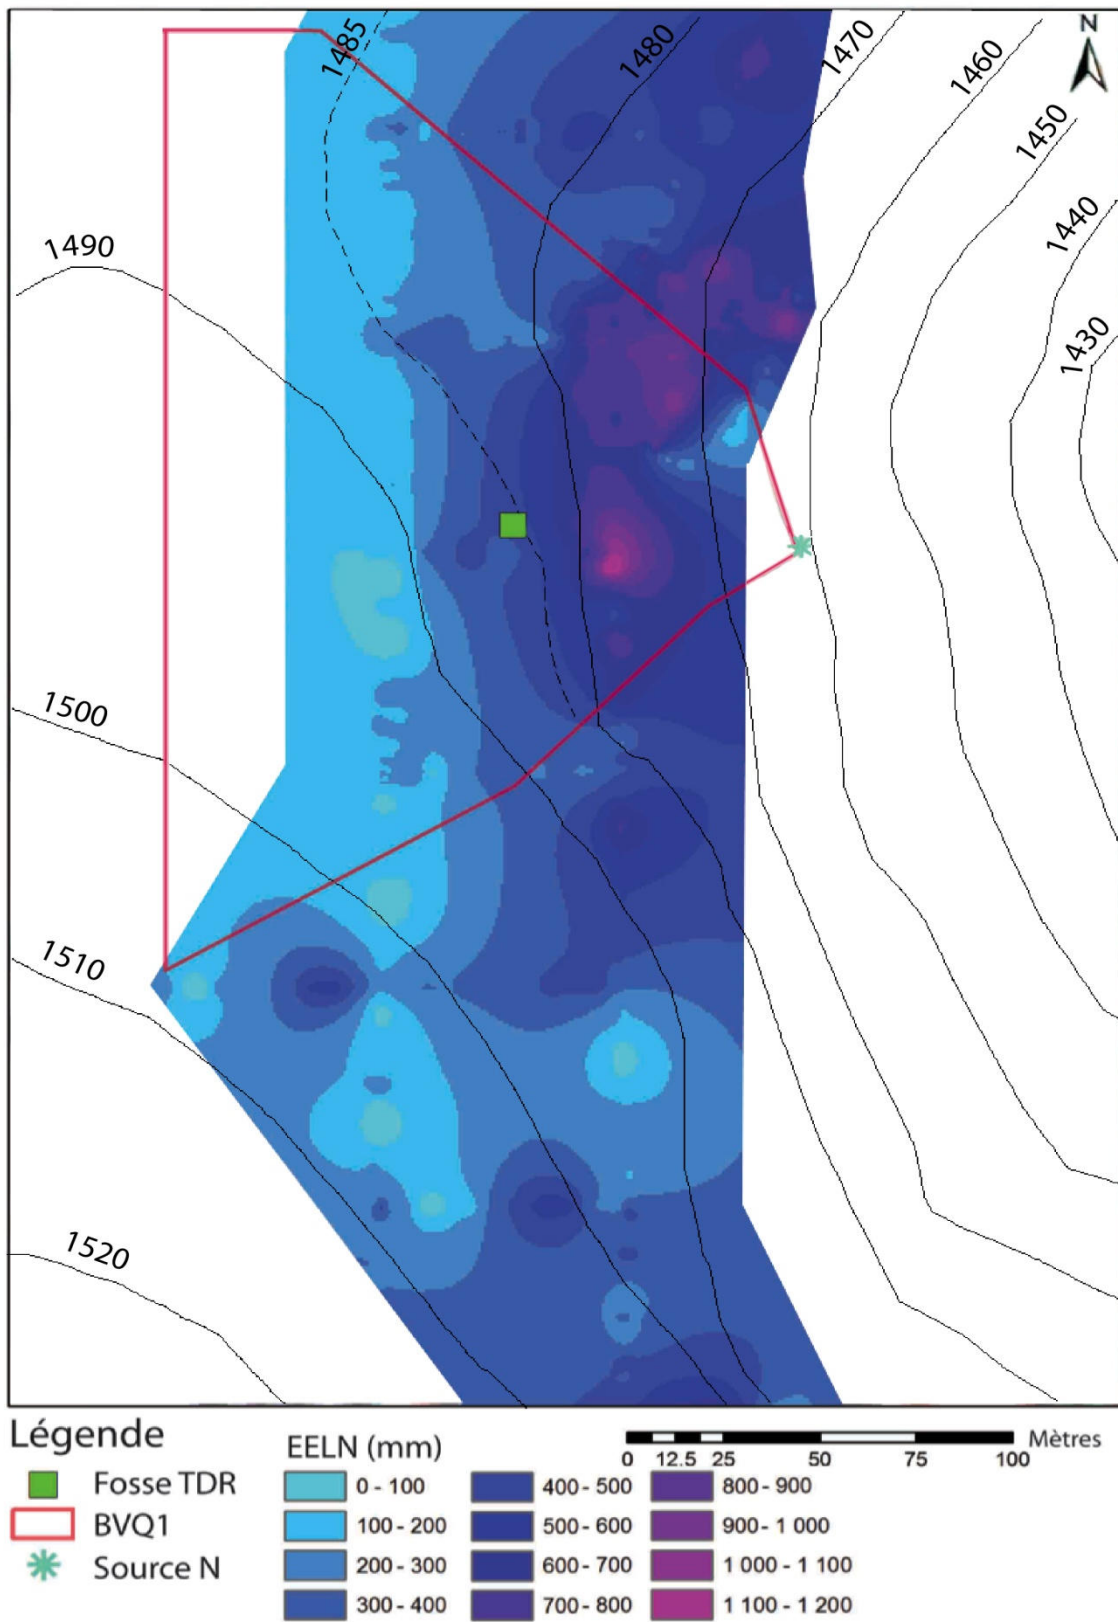 N
1485
1480
1470
1460
1450
1440
1430
1490
1500
1510
1520
Légende
Fosse TDR
BVQ1
Source N
EELN (mm)
0 - 100
100 - 200
200 - 300
300 - 400
400 - 500
500 - 600
600 - 700
700 - 800
800 - 900
900 - 1 000
1 000 - 1 100
1 100 - 1 200
Mètres
0 12.5 25 50 75 100